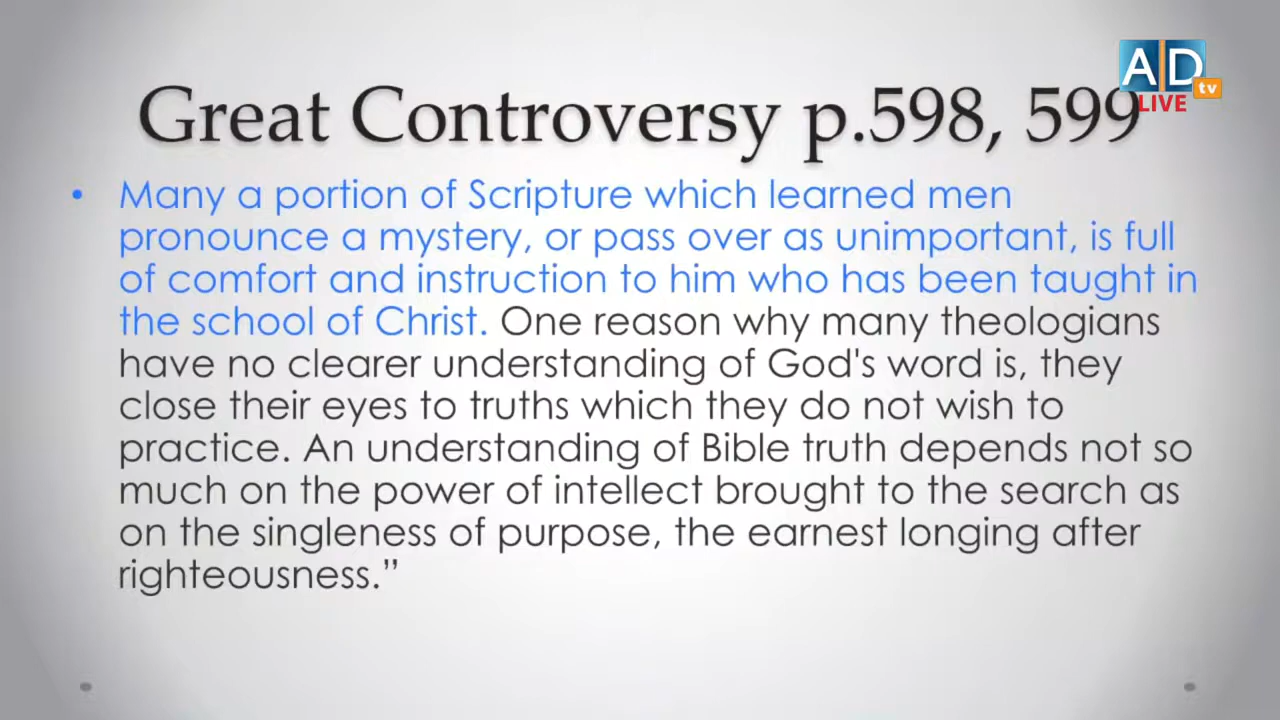 A|D
tv
LIVE
Great Controversy p.598, 599
• Many a portion of Scripture which learned men
pronounce a mystery, or pass over as unimportant, is full
of comfort and instruction to him who has been taught in
the school of Christ. One reason why many theologians
have no clearer understanding of God's word is, they
close their eyes to truths which they do not wish to
practice. An understanding of Bible truth depends not so
much on the power of intellect brought to the search as
on the singleness of purpose, the earnest longing after
righteousness.”